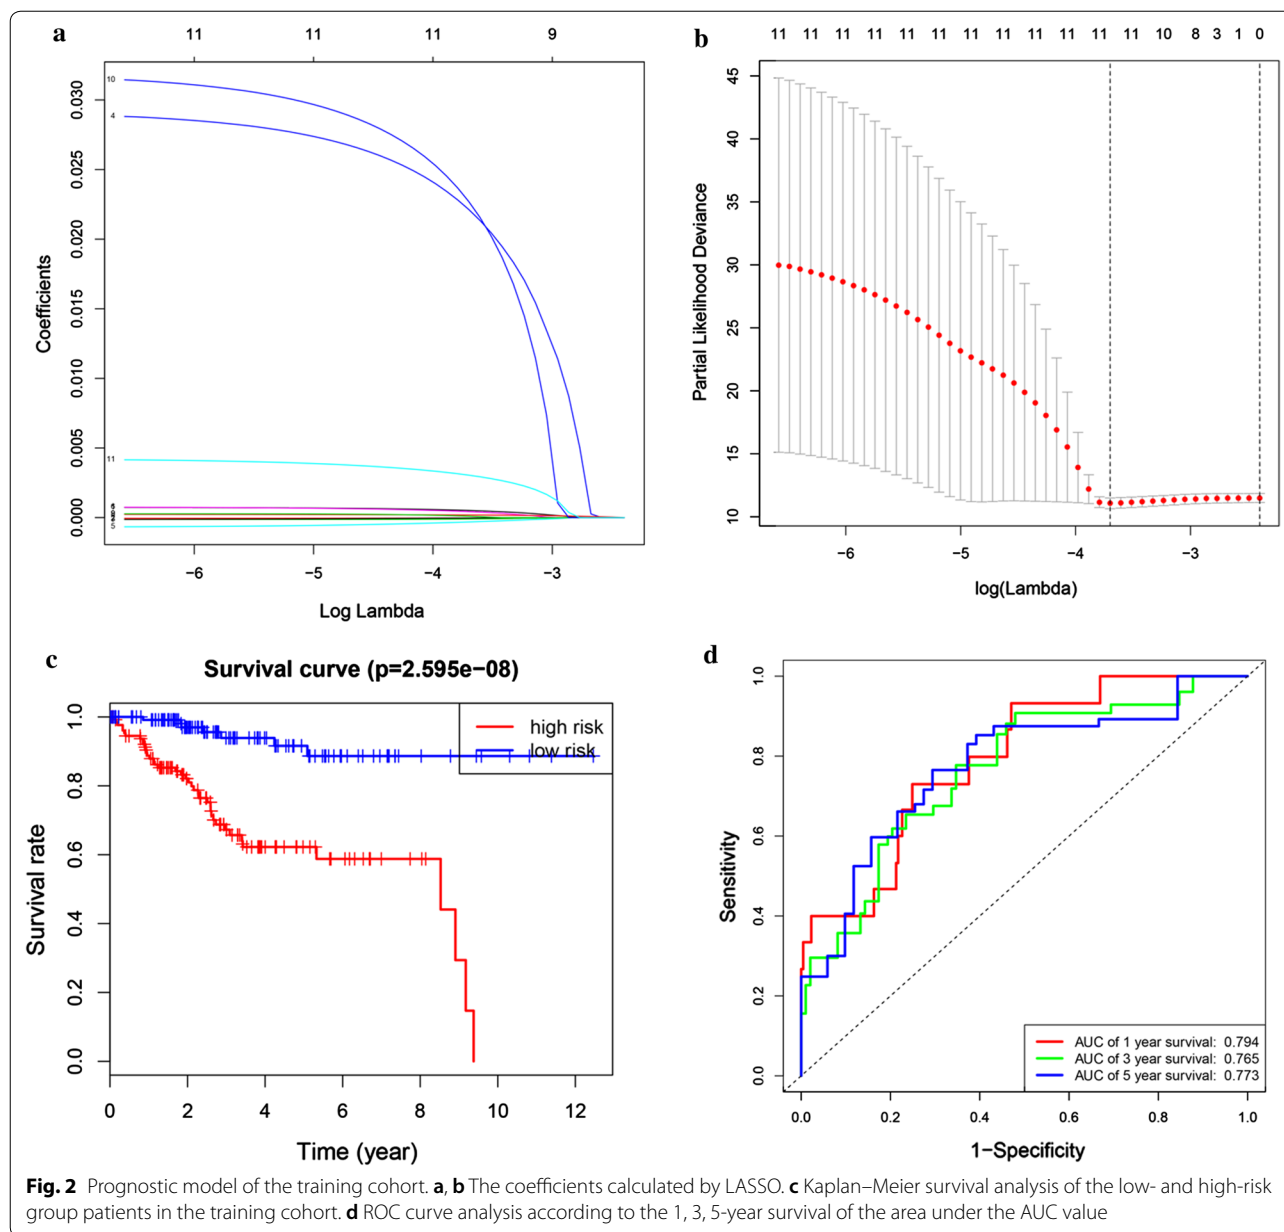 a
11 11 11 9
10
4
11
5
0.030
0.025
0.020
0.015
0.010
0.005
0.000
Coefficients
−6 −5 −4 −3
Log Lambda
b
11 11 11 11 11 11 11 11 11 11 11 11 10 8 3 1 0
45
40
35
30
25
20
15
10
Partial Likelihood Deviance
−6 −5 −4 −3
log(Lambda)
c
Survival curve (p=2.595e−08)
high risk
low risk
1.0
0.8
0.6
0.4
0.2
0.0
Survival rate
0 2 4 6 8 10 12
Time (year)
d
1.0
0.8
0.6
0.4
0.2
0.0
Sensitivity
AUC of 1 year survival: 0.794
AUC of 3 year survival: 0.765
AUC of 5 year survival: 0.773
0.0 0.2 0.4 0.6 0.8 1.0
1−Specificity
Fig. 2 Prognostic model of the training cohort. a, b The coefficients calculated by LASSO. c Kaplan–Meier survival analysis of the low- and high-risk
group patients in the training cohort. d ROC curve analysis according to the 1, 3, 5-year survival of the area under the AUC value